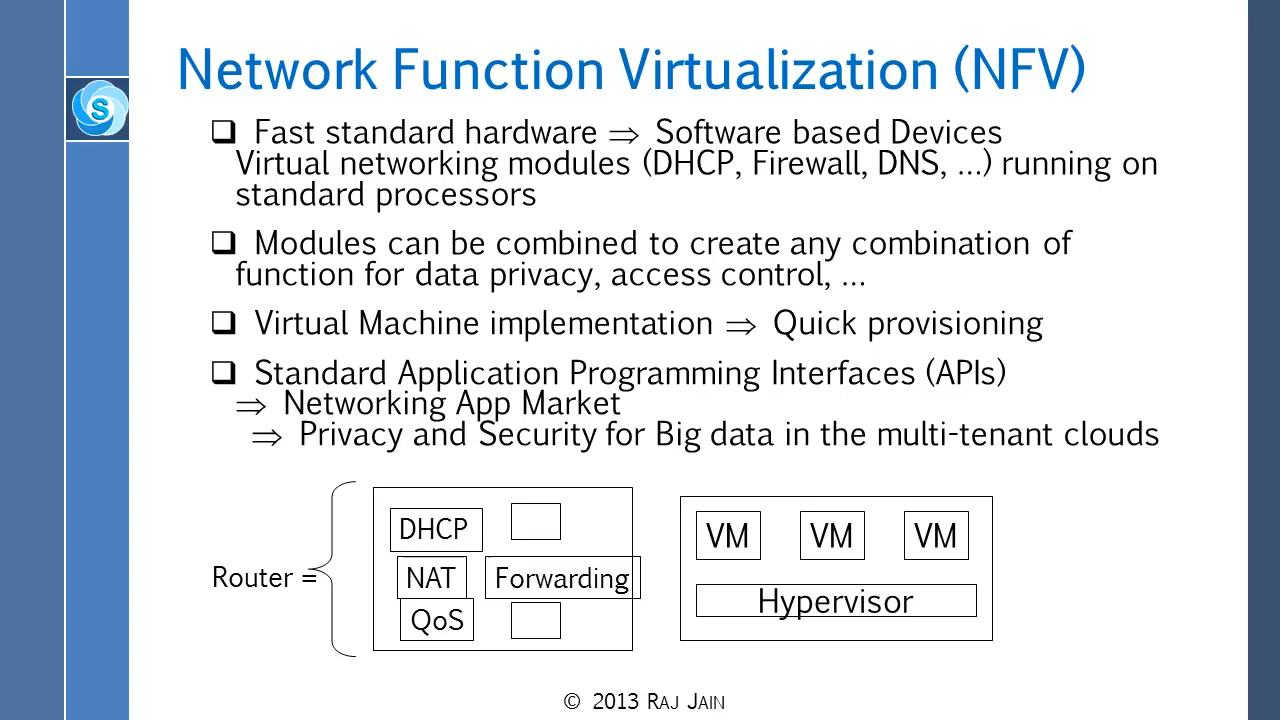 S
Network Function Virtualization (NFV)
❑ Fast standard hardware ⇒ Software based Devices
Virtual networking modules (DHCP, Firewall, DNS, ...) running on
standard processors
❑ Modules can be combined to create any combination of
function for data privacy, access control, ...
❑ Virtual Machine implementation ⇒ Quick provisioning
❑ Standard Application Programming Interfaces (APIs)
⇒ Networking App Market
⇒ Privacy and Security for Big data in the multi-tenant clouds
Router =
DHCP
NAT
Forwarding
QoS
VM VM VM
Hypervisor
© 2013 RAJ JAIN